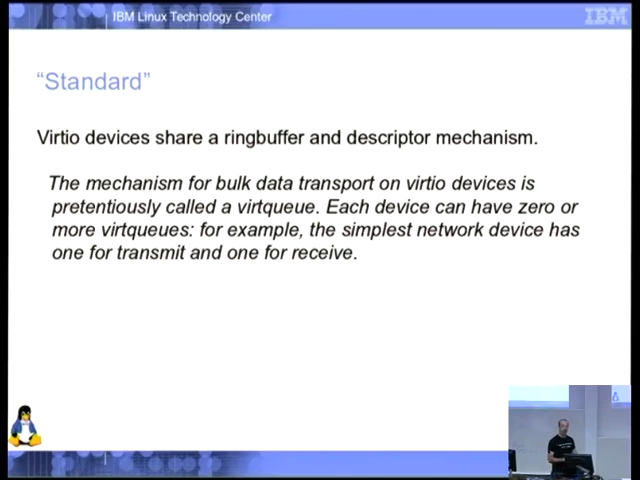 IBM Linux Technology Center
IBM
“Standard”
Virtio devices share a ringbuffer and descriptor mechanism.
The mechanism for bulk data transport on virtio devices is
pretentiously called a virtqueue. Each device can have zero or
more virtqueues: for example, the simplest network device has
one for transmit and one for receive.